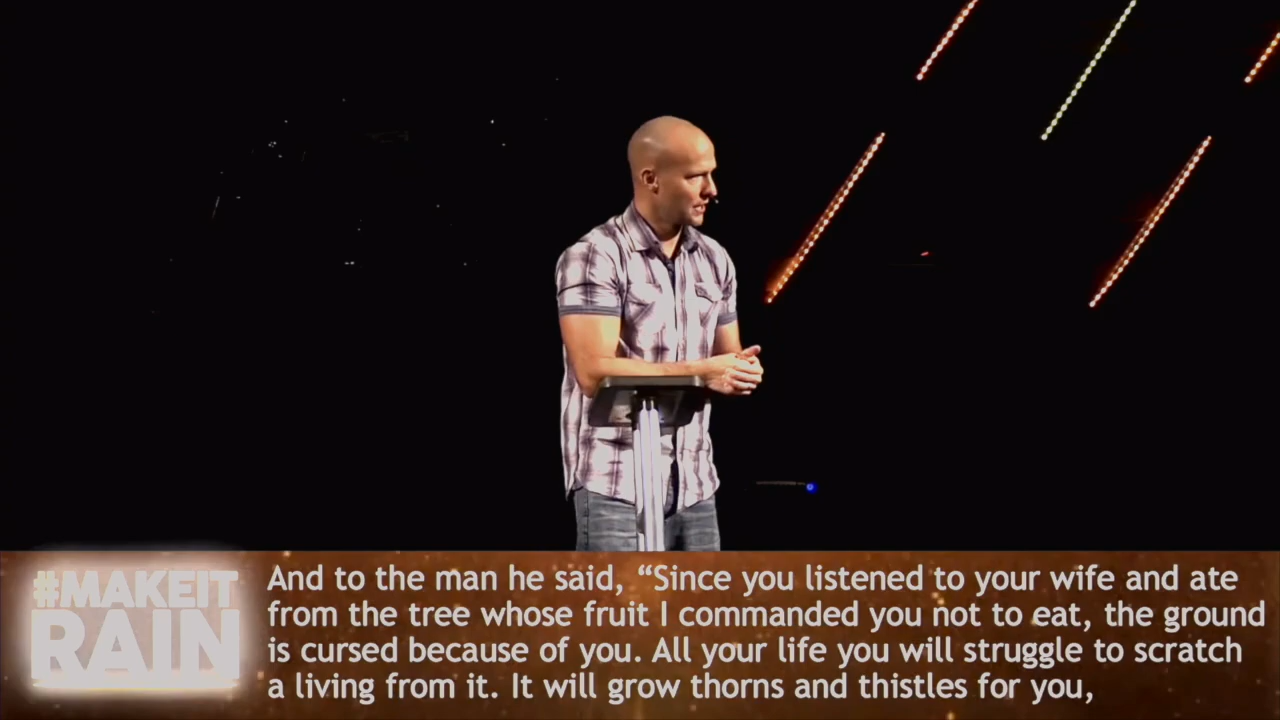 #MAKEIT
RAIN
And to the man he said, “Since you listened to your wife and ate
from the tree whose fruit I commanded you not to eat, the ground
is cursed because of you. All your life you will struggle to scratch
a living from it. It will grow thorns and thistles for you,